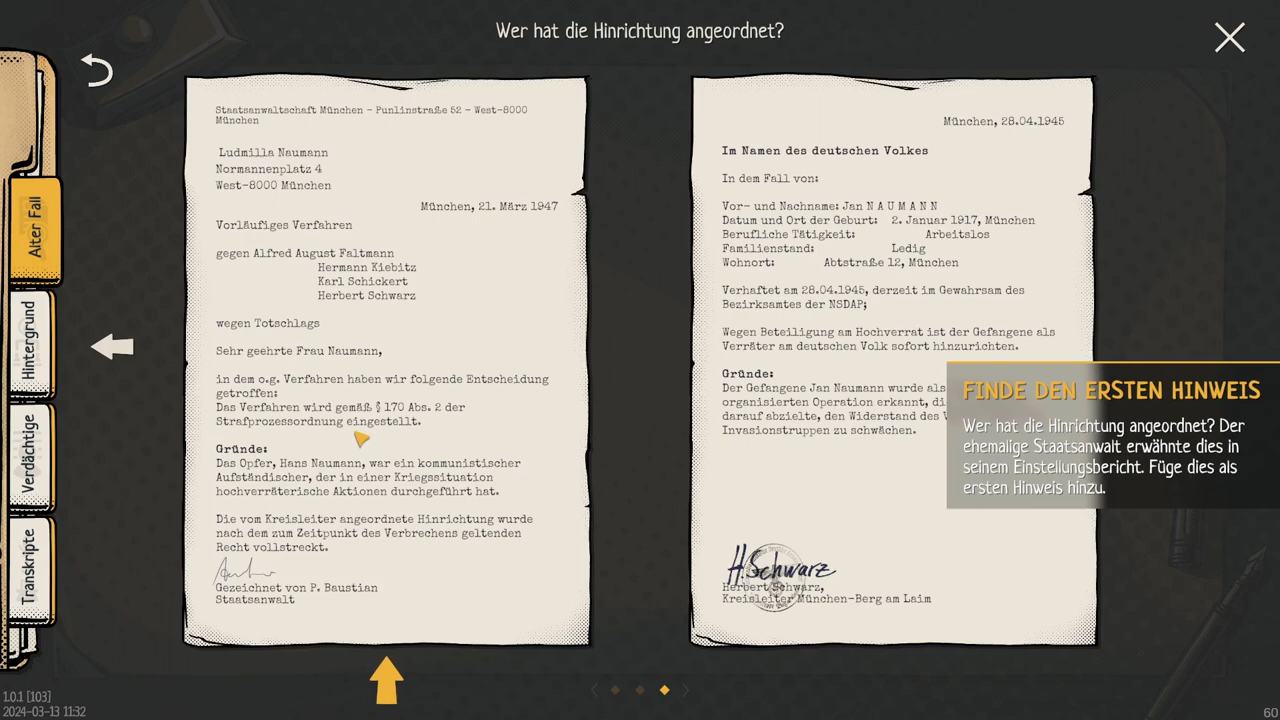 Wer hat die Hinrichtung angeordnet?
Alter Fall
Hintergrund
Verdächtige
Transkripte
Staatsanwaltschaft München - Punlinstraße 52 - West-8000
München
Ludmilla Naumann
Normannenplatz 4
West-8000 München
München, 21. März 1947
Vorläufiges Verfahren
gegen Alfred August Faltmann
Hermann Kiebitz
Karl Schickert
Herbert Schwarz
wegen Totschlags
Sehr geehrte Frau Naumann,
in dem o.g. Verfahren haben wir folgende Entscheidung
getroffen:
Das Verfahren wird gemäß § 170 Abs. 2 der
Strafprozessordnung eingestellt.
Gründe:
Das Opfer, Hans Naumann, war ein kommunistischer
Aufständischer, der in einer Kriegssituation
hochverräterische Aktionen durchgeführt hat.
Die vom Kreisleiter angeordnete Hinrichtung wurde
nach dem zum Zeitpunkt des Verbrechens geltenden
Recht vollstreckt.
Gezeichnet von P. Baustian
Staatsanwalt
München, 28.04.1945
Im Namen des deutschen Volkes
In dem Fall von:
Vor- und Nachname: Jan N A U M A N N
Datum und Ort der Geburt: 2. Januar 1917, München
Berufliche Tätigkeit: Arbeitslos
Familienstand: Ledig
Wohnort: Abtstraße 12, München
Verhaftet am 28.04.1945, derzeit im Gewahrsam des
Bezirksamtes der NSDAP;
Wegen Beteiligung am Hochverrat ist der Gefangene als
Verräter am deutschen Volk sofort hinzurichten.
Gründe:
Der Gefangene Jan Naumann wurde als
organisierten Operation erkannt, di
darauf abzielte, den Widerstand des
Invasionstruppen zu schwächen.
H. Schwarz
Herbert Schwarz,
Kreisleiter München-Berg am Laim
FINDE DEN ERSTEN HINWEIS
Wer hat die Hinrichtung angeordnet? Der
ehemalige Staatsanwalt erwähnte dies in
seinem Einstellungsbericht. Füge dies als
ersten Hinweis hinzu.
1.0.1 [103]
2024-03-13 11:32
60